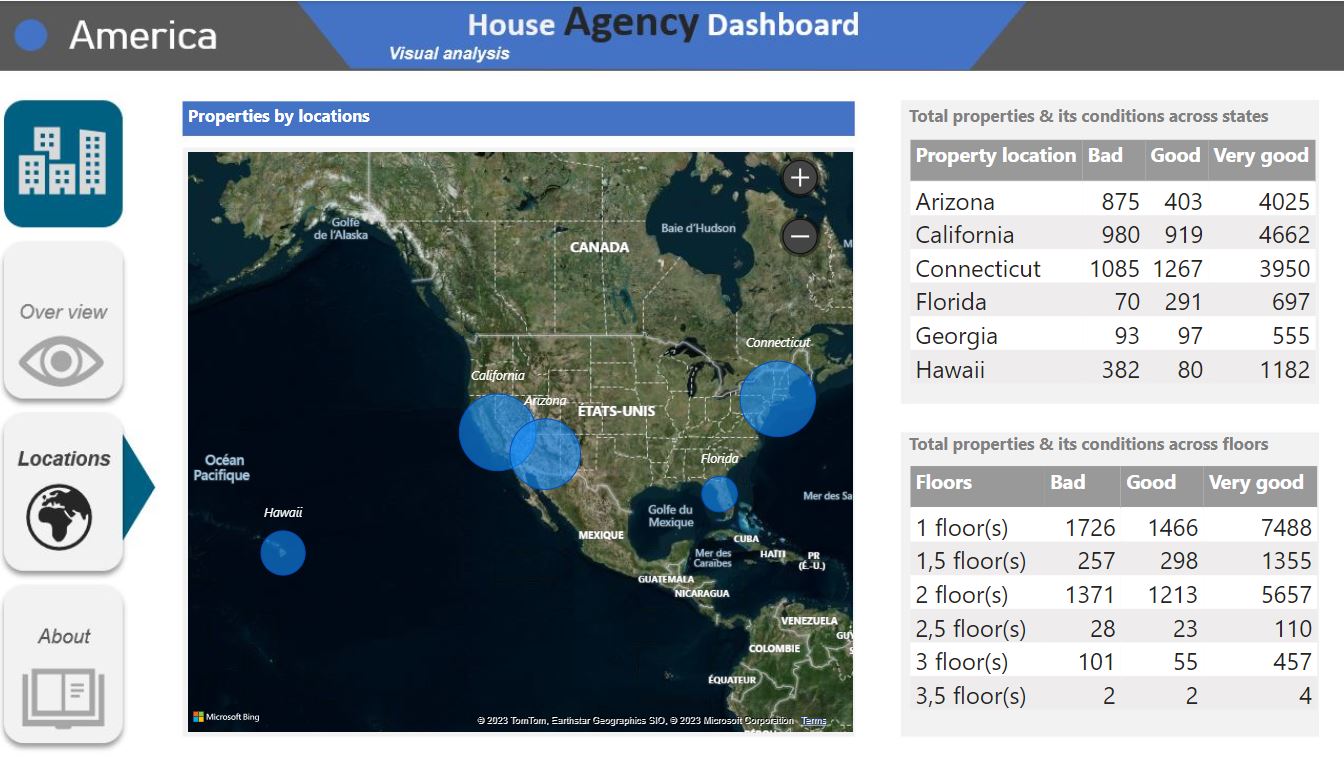 America
House Agency Dashboard
Visual analysis
Over view
Locations
About
Properties by locations
Golfe
de l'Alaska
CANADA
Baie d'Hudson
Connecticut
California
Arizona
ÉTATS-UNIS
Océan
Pacifique
Florida
Hawaii
Golfe du
Mexique
Mer des Sa
MEXIQUE
CUBA
HAÏTI
PR
(É.-U.)
Mer des
Caraïbes
GUATEMALA
NICARAGUA
VENEZUELA
GUY
COLOMBIE
ÉQUATEUR
Microsoft Bing
© 2023 TomTom, Earthstar Geographics SIO, © 2023 Microsoft Corporation Terms
Total properties & its conditions across states
Property location Bad Good Very good
Arizona 875 403 4025
California 980 919 4662
Connecticut 1085 1267 3950
Florida 70 291 697
Georgia 93 97 555
Hawaii 382 80 1182
Total properties & its conditions across floors
Floors Bad Good Very good
1 floor(s) 1726 1466 7488
1,5 floor(s) 257 298 1355
2 floor(s) 1371 1213 5657
2,5 floor(s) 28 23 110
3 floor(s) 101 55 457
3,5 floor(s) 2 2 4